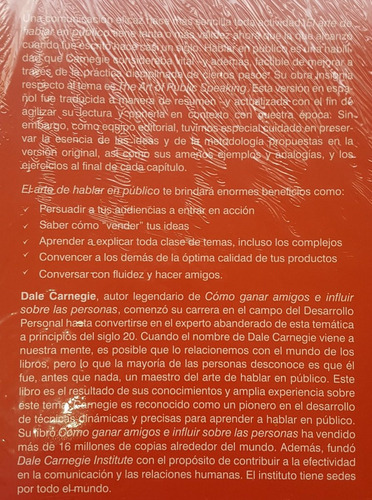 Una comunicación eficaz hace más sencilla toda actividad. El arte de
hablar en público tiene tanta o más validez ahora que la que alcanzó
cuando fue escrito hace casi un siglo. Hablar en público es una habili-
dad que Carnegie consideraba vital y además, factible de mejorar a
través de la práctica disciplinada de ciertos pasos. Su obra insignia
respecto al tema es The Art of Public Speaking. Esta versión en espa-
ñol fue traducida a manera de resumen y actualizada con el fin de
agilizar su lectura y ponerla en contexto con nuestra época. Sin
embargo, como equipo editorial, tuvimos especial cuidado en preser-
var la esencia de las ideas y de la metodología propuestas en la
versión original, así como sus amenos ejemplos y analogías, y los
ejercicios al final de cada capítulo.
El arte de hablar en público te brindará enormes beneficios como:
✓ Persuadir a tus audiencias a entrar en acción
✓ Saber cómo "vender" tus ideas
✓ Aprender a explicar toda clase de temas, incluso los complejos
✓ Convencer a los demás de la óptima calidad de tus productos
✓ Conversar con fluidez y hacer amigos.
Dale Carnegie, autor legendario de Cómo ganar amigos e influir
sobre las personas, comenzó su carrera en el campo del Desarrollo
Personal hasta convertirse en el experto abanderado de esta temática
a principios del siglo 20. Cuando el nombre de Dale Carnegie viene a
nuestra mente, es posible que lo relacionemos con el mundo de los
libros, pero lo que la mayoría de las personas desconoce es que él
fue, antes que nada, un maestro del arte de hablar en público. Este
libro es el resultado de sus conocimientos y amplia experiencia sobre
este tema. Carnegie es reconocido como un pionero en el desarrollo
de técnicas dinámicas y precisas para aprender a hablar en público.
Su libro Cómo ganar amigos e influir sobre las personas ha vendido
más de 16 millones de copias alrededor del mundo. Además, fundó
Dale Carnegie Institute con el propósito de contribuir a la efectividad
en la comunicación y las relaciones humanas. El instituto tiene sedes
por todo el mundo.